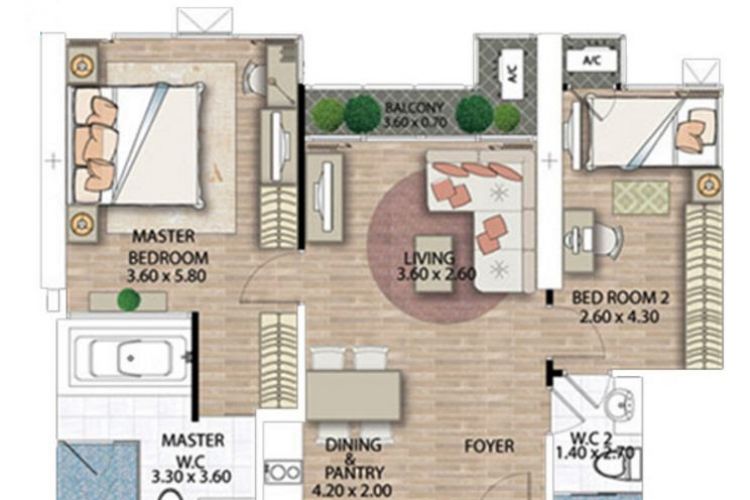 A/C
A/C
BALCONY
3.60 x 0.70
MASTER
BEDROOM
3.60 x 5.80
LIVING
3.60 x 2.60
BED ROOM 2
2.60 x 4.30
MASTER
W.C
3.30 x 3.60
DINING
&
PANTRY
4.20 x 2.00
FOYER
W.C 2
1.40 x 2.70